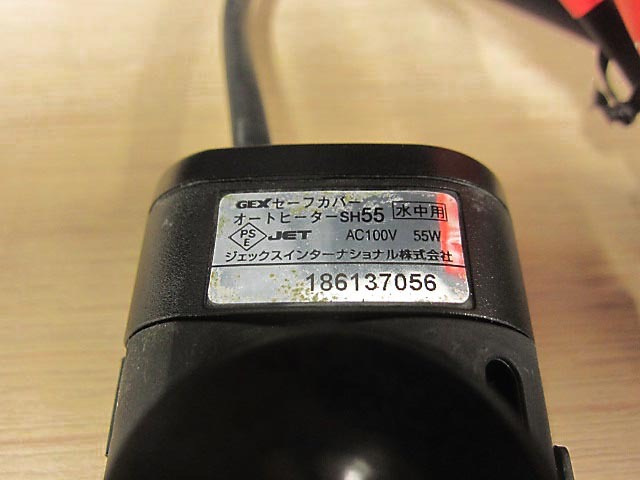 GEXセーフカバー
オートヒーターSH55 水中用
PS E JET AC100V 55W
ジェックスインターナショナル株式会社
186137056